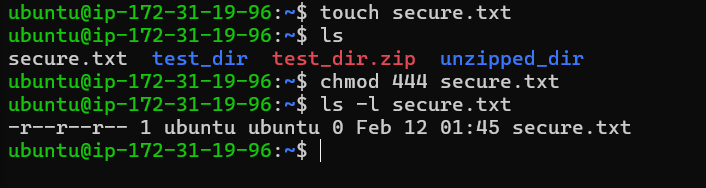 ubuntu@ip-172-31-19-96:~$ touch secure.txt
ubuntu@ip-172-31-19-96:~$ ls
secure.txt  test_dir  test_dir.zip  unzipped_dir
ubuntu@ip-172-31-19-96:~$ chmod 444 secure.txt
ubuntu@ip-172-31-19-96:~$ ls -l secure.txt
-r--r--r-- 1 ubuntu ubuntu 0 Feb 12 01:45 secure.txt
ubuntu@ip-172-31-19-96:~$